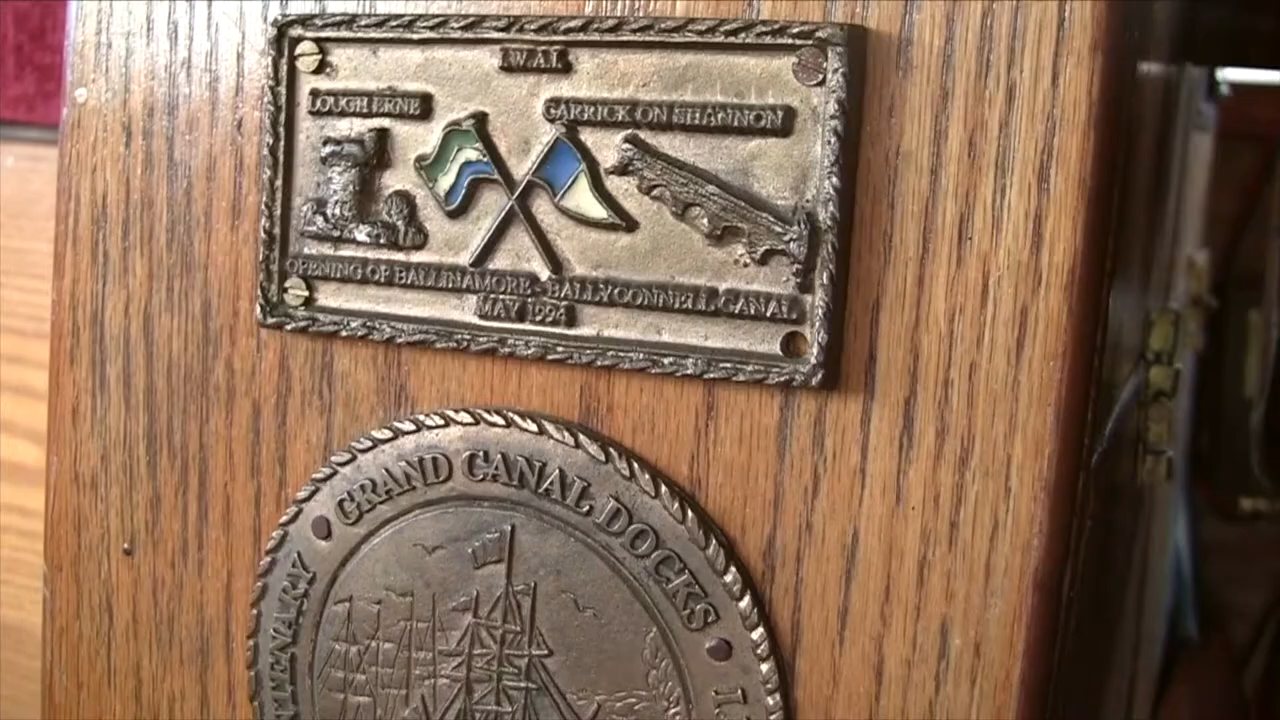 I.W.A.I.
LOUGH ERNE
CARRICK ON SHANNON
OPENING OF BALLINAMORE - BALLYCONNELL CANAL
MAY 1994
GRAND CANAL DOCKS